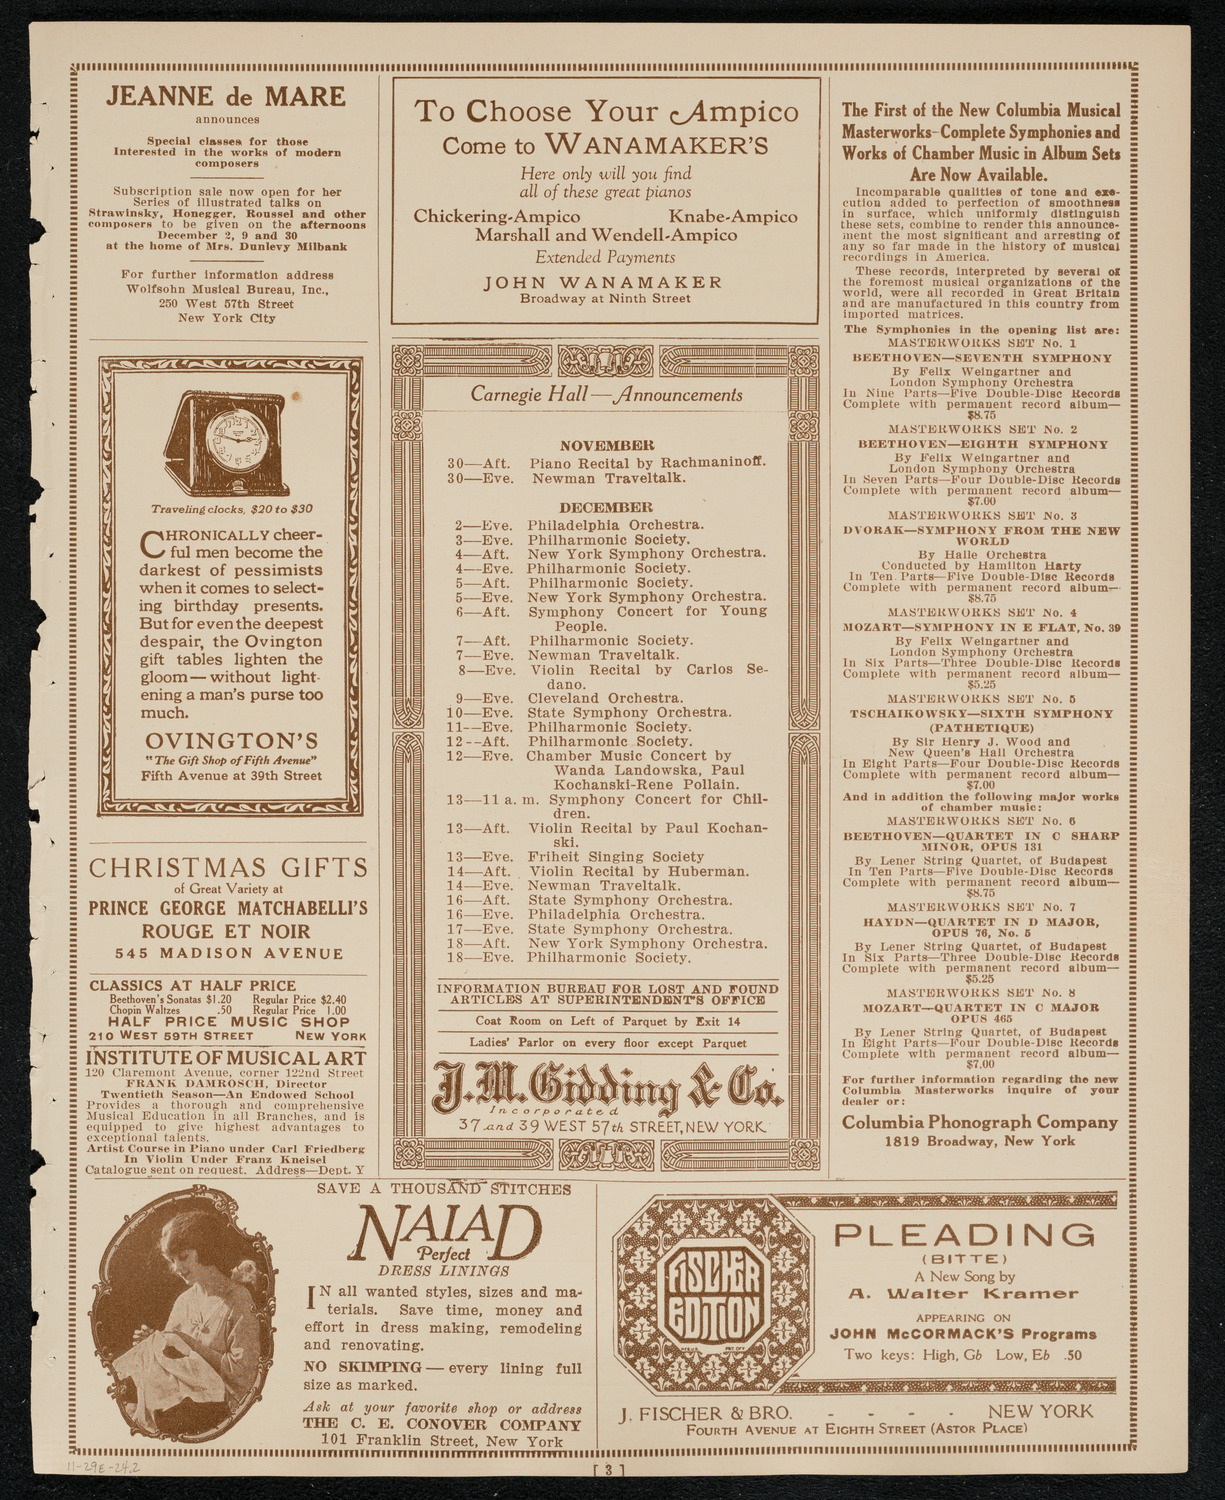 JEANNE de MARE
announces
Special classes for those
Interested in the works of modern
composers
Subscription sale now open for her
Series of illustrated talks on
Strawinsky, Honegger, Roussel and other
composers to be given on the afternoons
December 2, 9 and 30
at the home of Mrs. Dunlevy Milbank
For further information address
Wolfsohn Musical Bureau, Inc.,
250 West 57th Street
New York City
Traveling clocks, $20 to $30
CHRONICALLY cheer-
ful men become the
darkest of pessimists
when it comes to select-
ing birthday presents.
But for even the deepest
despair, the Ovington
gift tables lighten the
gloom—without light-
ening a man's purse too
much.
OVINGTON'S
"The Gift Shop of Fifth Avenue"
Fifth Avenue at 39th Street
CHRISTMAS GIFTS
of Great Variety at
PRINCE GEORGE MATCHABELLI'S
ROUGE ET NOIR
545 MADISON AVENUE
CLASSICS AT HALF PRICE
Beethoven's Sonatas $1.20 Regular Price $2.40
Chopin Waltzes .50 Regular Price 1.00
HALF PRICE MUSIC SHOP
210 WEST 59TH STREET NEW YORK
INSTITUTE OF MUSICAL ART
120 Claremont Avenue, corner 122nd Street
FRANK DAMROSCH, Director
Twentieth Season—An Endowed School
Provides a thorough and comprehensive
Musical Education in all Branches, and is
equipped to give highest advantages to
exceptional talents.
Artist Course in Piano under Carl Friedberg
In Violin Under Franz Kneisel
Catalogue sent on request. Address—Dept. Y
To Choose Your Ampico
Come to WANAMAKER'S
Here only will you find
all of these great pianos
Chickering-Ampico Knabe-Ampico
Marshall and Wendell-Ampico
Extended Payments
JOHN WANAMAKER
Broadway at Ninth Street
Carnegie Hall—Announcements
NOVEMBER
30—Aft. Piano Recital by Rachmaninoff.
30—Eve. Newman Traveltalk.
DECEMBER
2—Eve. Philadelphia Orchestra.
3—Eve. Philharmonic Society.
4—Aft. New York Symphony Orchestra.
4—Eve. Philharmonic Society.
5—Aft. Philharmonic Society.
5—Eve. New York Symphony Orchestra.
6—Aft. Symphony Concert for Young
People.
7—Aft. Philharmonic Society.
7—Eve. Newman Traveltalk.
8—Eve. Violin Recital by Carlos Se-
dano.
9—Eve. Cleveland Orchestra.
10—Eve. State Symphony Orchestra.
11—Eve. Philharmonic Society.
12--Aft. Philharmonic Society.
12—Eve. Chamber Music Concert by
Wanda Landowska, Paul
Kochanski-Rene Pollain.
13—11 a. m. Symphony Concert for Chil-
dren.
13—Aft. Violin Recital by Paul Kochan-
ski.
13—Eve. Friheit Singing Society
14—Aft. Violin Recital by Huberman.
14—Eve. Newman Traveltalk.
16—Aft. State Symphony Orchestra.
16—Eve. Philadelphia Orchestra.
17—Eve. State Symphony Orchestra.
18—Aft. New York Symphony Orchestra.
18—Eve. Philharmonic Society.
INFORMATION BUREAU FOR LOST AND FOUND
ARTICLES AT SUPERINTENDENT'S OFFICE
Coat Room on Left of Parquet by Exit 14
Ladies' Parlor on every floor except Parquet
J.M. Gidding & Co.
Incorporated
37 and 39 WEST 57th STREET, NEW YORK
The First of the New Columbia Musical
Masterworks-Complete Symphonies and
Works of Chamber Music in Album Sets
Are Now Available.
Incomparable qualities of tone and exe-
cution added to perfection of smoothness
in surface, which uniformly distinguish
these sets, combine to render this announce-
ment the most significant and arresting of
any so far made in the history of musical
recordings in America.
These records, interpreted by several of
the foremost musical organizations of the
world, were all recorded in Great Britain
and are manufactured in this country from
imported matrices.
The Symphonies in the opening list are:
MASTERWORKS SET No. 1
BEETHOVEN—SEVENTH SYMPHONY
By Felix Weingartner and
London Symphony Orchestra
In Nine Parts—Five Double-Disc Records
Complete with permanent record album—
$8.75
MASTERWORKS SET No. 2
BEETHOVEN—EIGHTH SYMPHONY
By Felix Weingartner and
London Symphony Orchestra
In Seven Parts—Four Double-Disc Records
Complete with permanent record album—
$7.00
MASTERWORKS SET No. 3
DVORAK—SYMPHONY FROM THE NEW
WORLD
By Halle Orchestra
Conducted by Hamilton Harty
In Ten Parts—Five Double-Disc Records
Complete with permanent record album—
$8.75
MASTERWORKS SET No. 4
MOZART—SYMPHONY IN E FLAT, No. 39
By Felix Weingartner and
London Symphony Orchestra
In Six Parts—Three Double-Disc Records
Complete with permanent record album—
$5.25
MASTERWORKS SET No. 5
TSCHAIKOWSKY—SIXTH SYMPHONY
(PATHETIQUE)
By Sir Henry J. Wood and
New Queen's Hall Orchestra
In Eight Parts—Four Double-Disc Records
Complete with permanent record album—
$7.00
And in addition the following major works
of chamber music:
MASTERWORKS SET No. 6
BEETHOVEN—QUARTET IN C SHARP
MINOR, OPUS 131
By Lener String Quartet, of Budapest
In Ten Parts—Five Double-Disc Records
Complete with permanent record album—
$8.75
MASTERWORKS SET No. 7
HAYDN—QUARTET IN D MAJOR,
OPUS 76, No. 5
By Lener String Quartet, of Budapest
In Six Parts—Three Double-Disc Records
Complete with permanent record album—
$5.25
MASTERWORKS SET No. 8
MOZART—QUARTET IN C MAJOR
OPUS 465
By Lener String Quartet, of Budapest
In Eight Parts—Four Double-Disc Records
Complete with permanent record album—
$7.00
For further information regarding the new
Columbia Masterworks inquire of your
dealer or:
Columbia Phonograph Company
1819 Broadway, New York
SAVE A THOUSAND STITCHES
NAIAD
Perfect
DRESS LININGS
IN all wanted styles, sizes and ma-
terials. Save time, money and
effort in dress making, remodeling
and renovating.
NO SKIMPING—every lining full
size as marked.
Ask at your favorite shop or address
THE C. E. CONOVER COMPANY
101 Franklin Street, New York
FISCHER
EDITION
PLEADING
(BITTE)
A New Song by
A. Walter Kramer
APPEARING ON
JOHN McCORMACK'S Programs
Two keys: High, Gb Low, Eb .50
J. FISCHER & BRO. - - - - NEW YORK
FOURTH AVENUE AT EIGHTH STREET (ASTOR PLACE)
11-29E-24.2
[ 3 ]